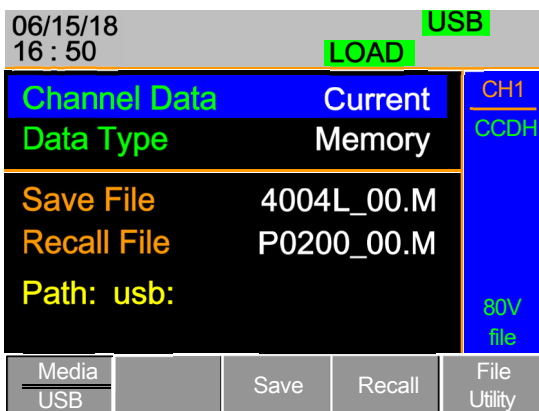 06/15/18
USB
16 : 50
LOAD
Channel Data Current
CH1
Data Type Memory
CCDH
Save File 4004L_00.M
Recall File P0200_00.M
Path: usb:
80V
file
Media
USB
Save
Recall
File
Utility